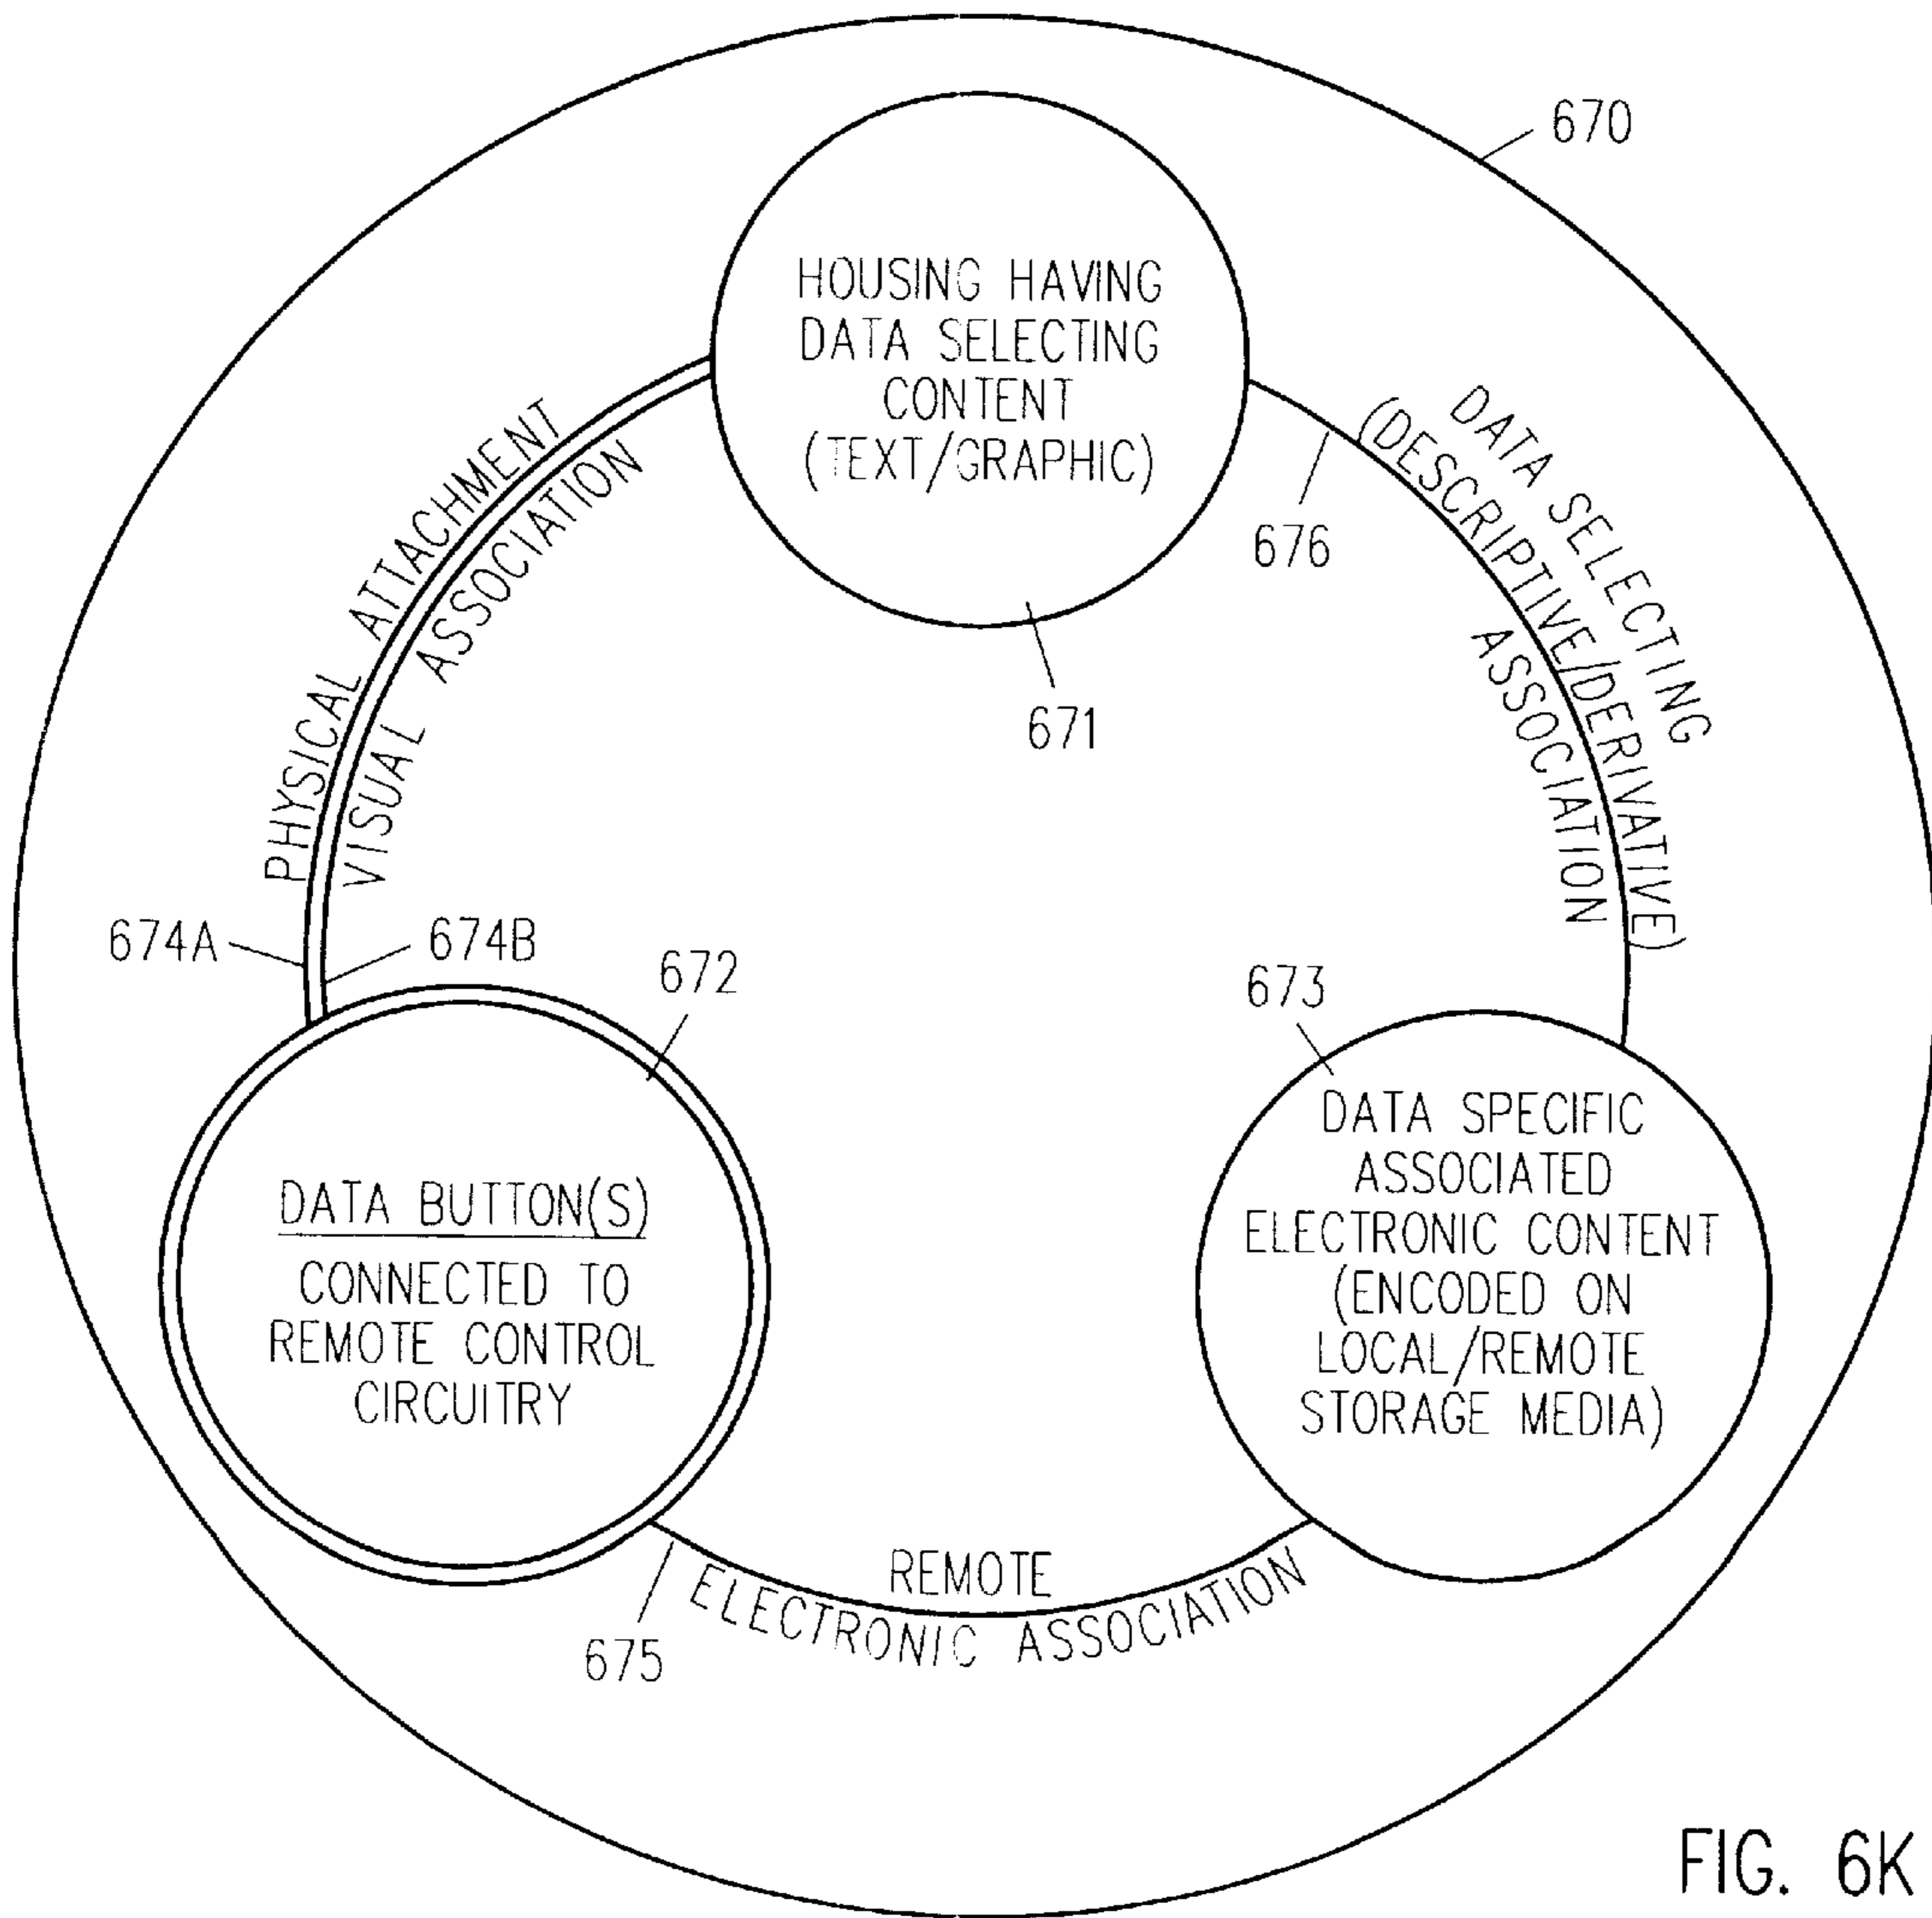 670
HOUSING HAVING
DATA SELECTING
CONTENT
(TEXT/GRAPHIC)
671
PHYSICAL ATTACHMENT
VISUAL ASSOCIATION
676
DATA SELECTING
(DESCRIPTIVE/DERIVATIVE)
ASSOCIATION
674A
674B
672
673
DATA BUTTON(S)
CONNECTED TO
REMOTE CONTROL
CIRCUITRY
DATA SPECIFIC
ASSOCIATED
ELECTRONIC CONTENT
(ENCODED ON
LOCAL/REMOTE
STORAGE MEDIA)
REMOTE
ELECTRONIC ASSOCIATION
675
FIG. 6K